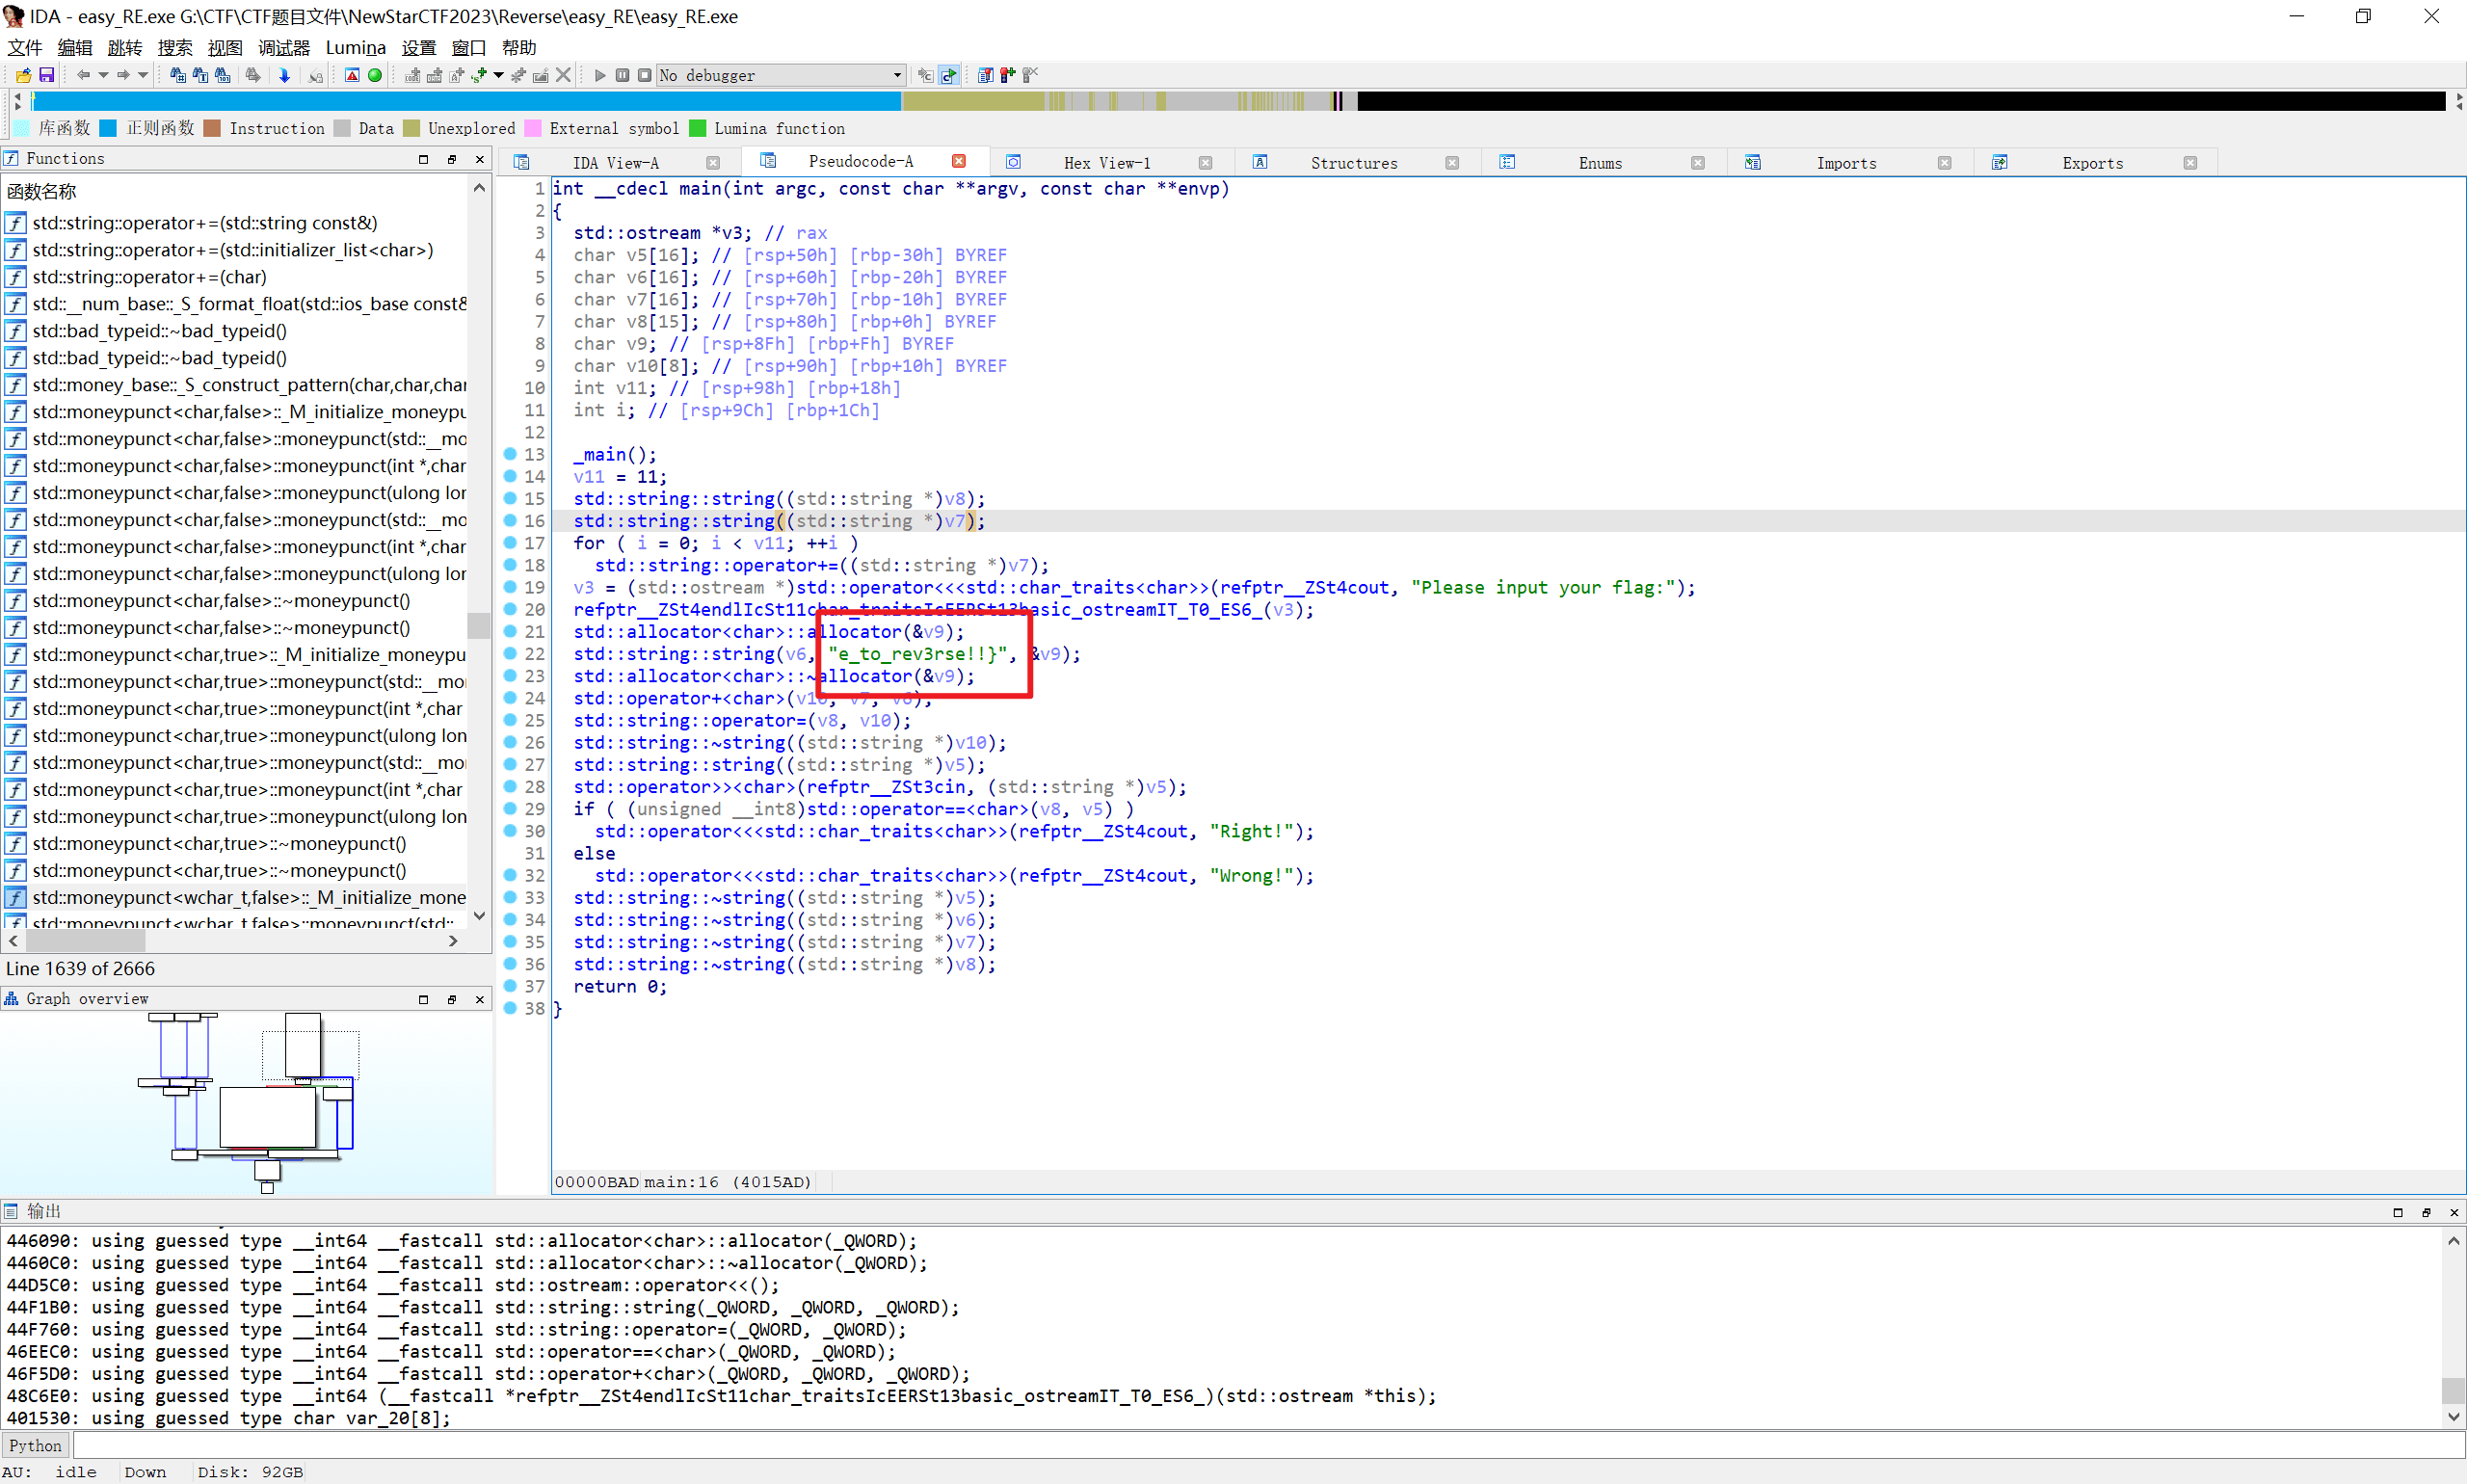 IDA - easy_RE.exe G:\CTF\CTF题目文件\NewStarCTF2023\Reverse\easy_RE\easy_RE.exe
文件 编辑 跳转 搜索 视图 调试器 Lumina 设置 窗口 帮助
No debugger
库函数 正则函数 Instruction Data Unexplored External symbol Lumina function
Functions
函数名称
std::string::operator+=(std::string const&)
std::string::operator+=(std::initializer_list<char>)
std::string::operator+=(char)
std::__num_base::_S_format_float(std::ios_base const&
std::bad_typeid::~bad_typeid()
std::bad_typeid::~bad_typeid()
std::money_base::_S_construct_pattern(char,char,char
std::moneypunct<char,false>::_M_initialize_moneypu
std::moneypunct<char,false>::moneypunct(std::__mo
std::moneypunct<char,false>::moneypunct(int *,char
std::moneypunct<char,false>::moneypunct(ulong lon
std::moneypunct<char,false>::moneypunct(std::__mo
std::moneypunct<char,false>::moneypunct(int *,char
std::moneypunct<char,false>::moneypunct(ulong lon
std::moneypunct<char,false>::~moneypunct()
std::moneypunct<char,false>::~moneypunct()
std::moneypunct<char,true>::_M_initialize_moneypu
std::moneypunct<char,true>::moneypunct(std::__mo
std::moneypunct<char,true>::moneypunct(int *,char
std::moneypunct<char,true>::moneypunct(ulong lon
std::moneypunct<char,true>::moneypunct(std::__mo
std::moneypunct<char,true>::moneypunct(int *,char
std::moneypunct<char,true>::moneypunct(ulong lon
std::moneypunct<char,true>::~moneypunct()
std::moneypunct<char,true>::~moneypunct()
std::moneypunct<wchar_t,false>::_M_initialize_mone
std::moneypunct<wchar_t,false>::moneypunct(std::
Line 1639 of 2666
Graph overview
IDA View-A Pseudocode-A Hex View-1 Structures Enums Imports Exports
1 int __cdecl main(int argc, const char **argv, const char **envp)
2 {
3 std::ostream *v3; // rax
4 char v5[16]; // [rsp+50h] [rbp-30h] BYREF
5 char v6[16]; // [rsp+60h] [rbp-20h] BYREF
6 char v7[16]; // [rsp+70h] [rbp-10h] BYREF
7 char v8[15]; // [rsp+80h] [rbp+0h] BYREF
8 char v9; // [rsp+8Fh] [rbp+Fh] BYREF
9 char v10[8]; // [rsp+90h] [rbp+10h] BYREF
10 int v11; // [rsp+98h] [rbp+18h]
11 int i; // [rsp+9Ch] [rbp+1Ch]
12
13 _main();
14 v11 = 11;
15 std::string::string((std::string *)v8);
16 std::string::string((std::string *)v7);
17 for ( i = 0; i < v11; ++i )
18 std::string::operator+=((std::string *)v7);
19 v3 = (std::ostream *)std::operator<<<std::char_traits<char>>(refptr__ZSt4cout, "Please input your flag:");
20 refptr__ZSt4endlIcSt11char_traitsIcEERSt13basic_ostreamIT_T0_ES6_(v3);
21 std::allocator<char>::allocator(&v9);
22 std::string::string(v6, "e_to_rev3rse!!}", &v9);
23 std::allocator<char>::~allocator(&v9);
24 std::operator+<char>(v10, v7, v6);
25 std::string::operator=(v8, v10);
26 std::string::~string((std::string *)v10);
27 std::string::string((std::string *)v5);
28 std::operator>><char>(refptr__ZSt3cin, (std::string *)v5);
29 if ( (unsigned __int8)std::operator==<char>(v8, v5) )
30 std::operator<<<std::char_traits<char>>(refptr__ZSt4cout, "Right!");
31 else
32 std::operator<<<std::char_traits<char>>(refptr__ZSt4cout, "Wrong!");
33 std::string::~string((std::string *)v5);
34 std::string::~string((std::string *)v6);
35 std::string::~string((std::string *)v7);
36 std::string::~string((std::string *)v8);
37 return 0;
38 }
00000BAD main:16 (4015AD)
输出
446090: using guessed type __int64 __fastcall std::allocator<char>::allocator(_QWORD);
4460C0: using guessed type __int64 __fastcall std::allocator<char>::~allocator(_QWORD);
44D5C0: using guessed type __int64 __fastcall std::ostream::operator<<();
44F1B0: using guessed type __int64 __fastcall std::string::string(_QWORD, _QWORD, _QWORD);
44F760: using guessed type __int64 __fastcall std::string::operator=(_QWORD, _QWORD);
46EEC0: using guessed type __int64 __fastcall std::operator==<char>(_QWORD, _QWORD);
46F5D0: using guessed type __int64 __fastcall std::operator+<char>(_QWORD, _QWORD, _QWORD);
48C6E0: using guessed type __int64 (__fastcall *refptr__ZSt4endlIcSt11char_traitsIcEERSt13basic_ostreamIT_T0_ES6_)(std::ostream *this);
401530: using guessed type char var_20[8];
Python
AU: idle Down Disk: 92GB